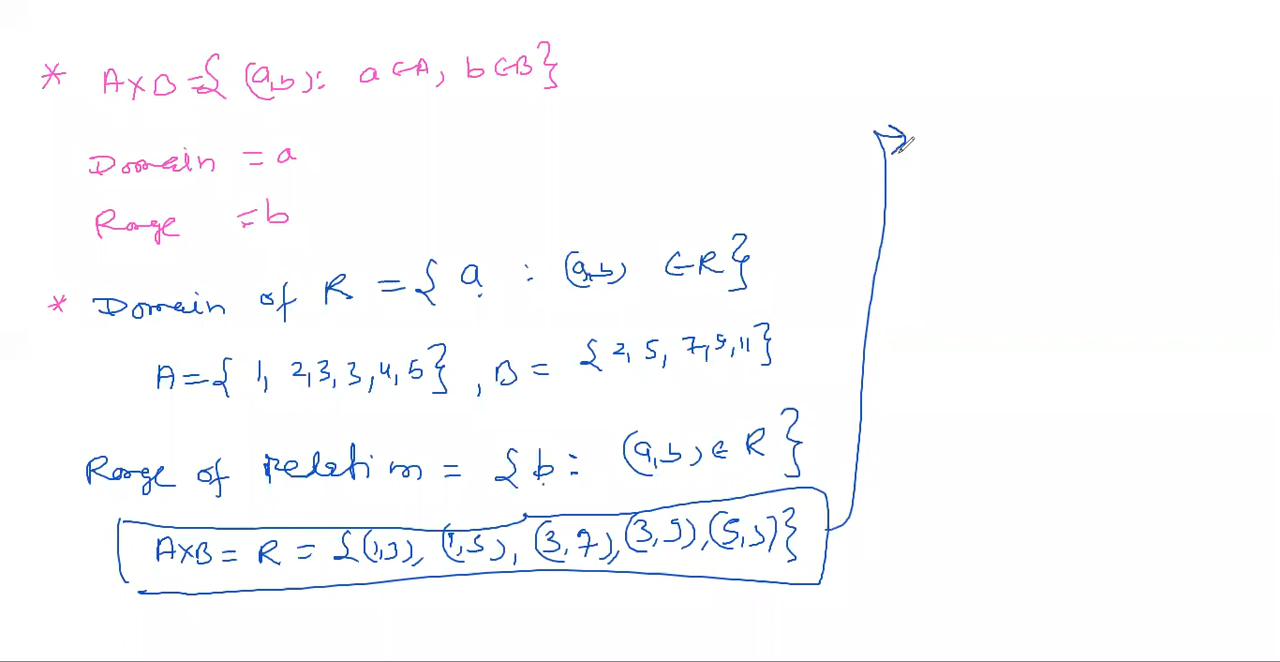 * A×B = { (a,b): a∈A, b∈B}
Domain = a
Range = b
* Domain of R = { a : (a,b) ∈R}
A={ 1, 2,3,3,4,5}, B = { 2, 5, 7, 9, 11}
Range of relation = { b: (a,b) ∈ R }
A×B = R = {(1,3), (1,5), (3,7), (3,5), (5,3)}